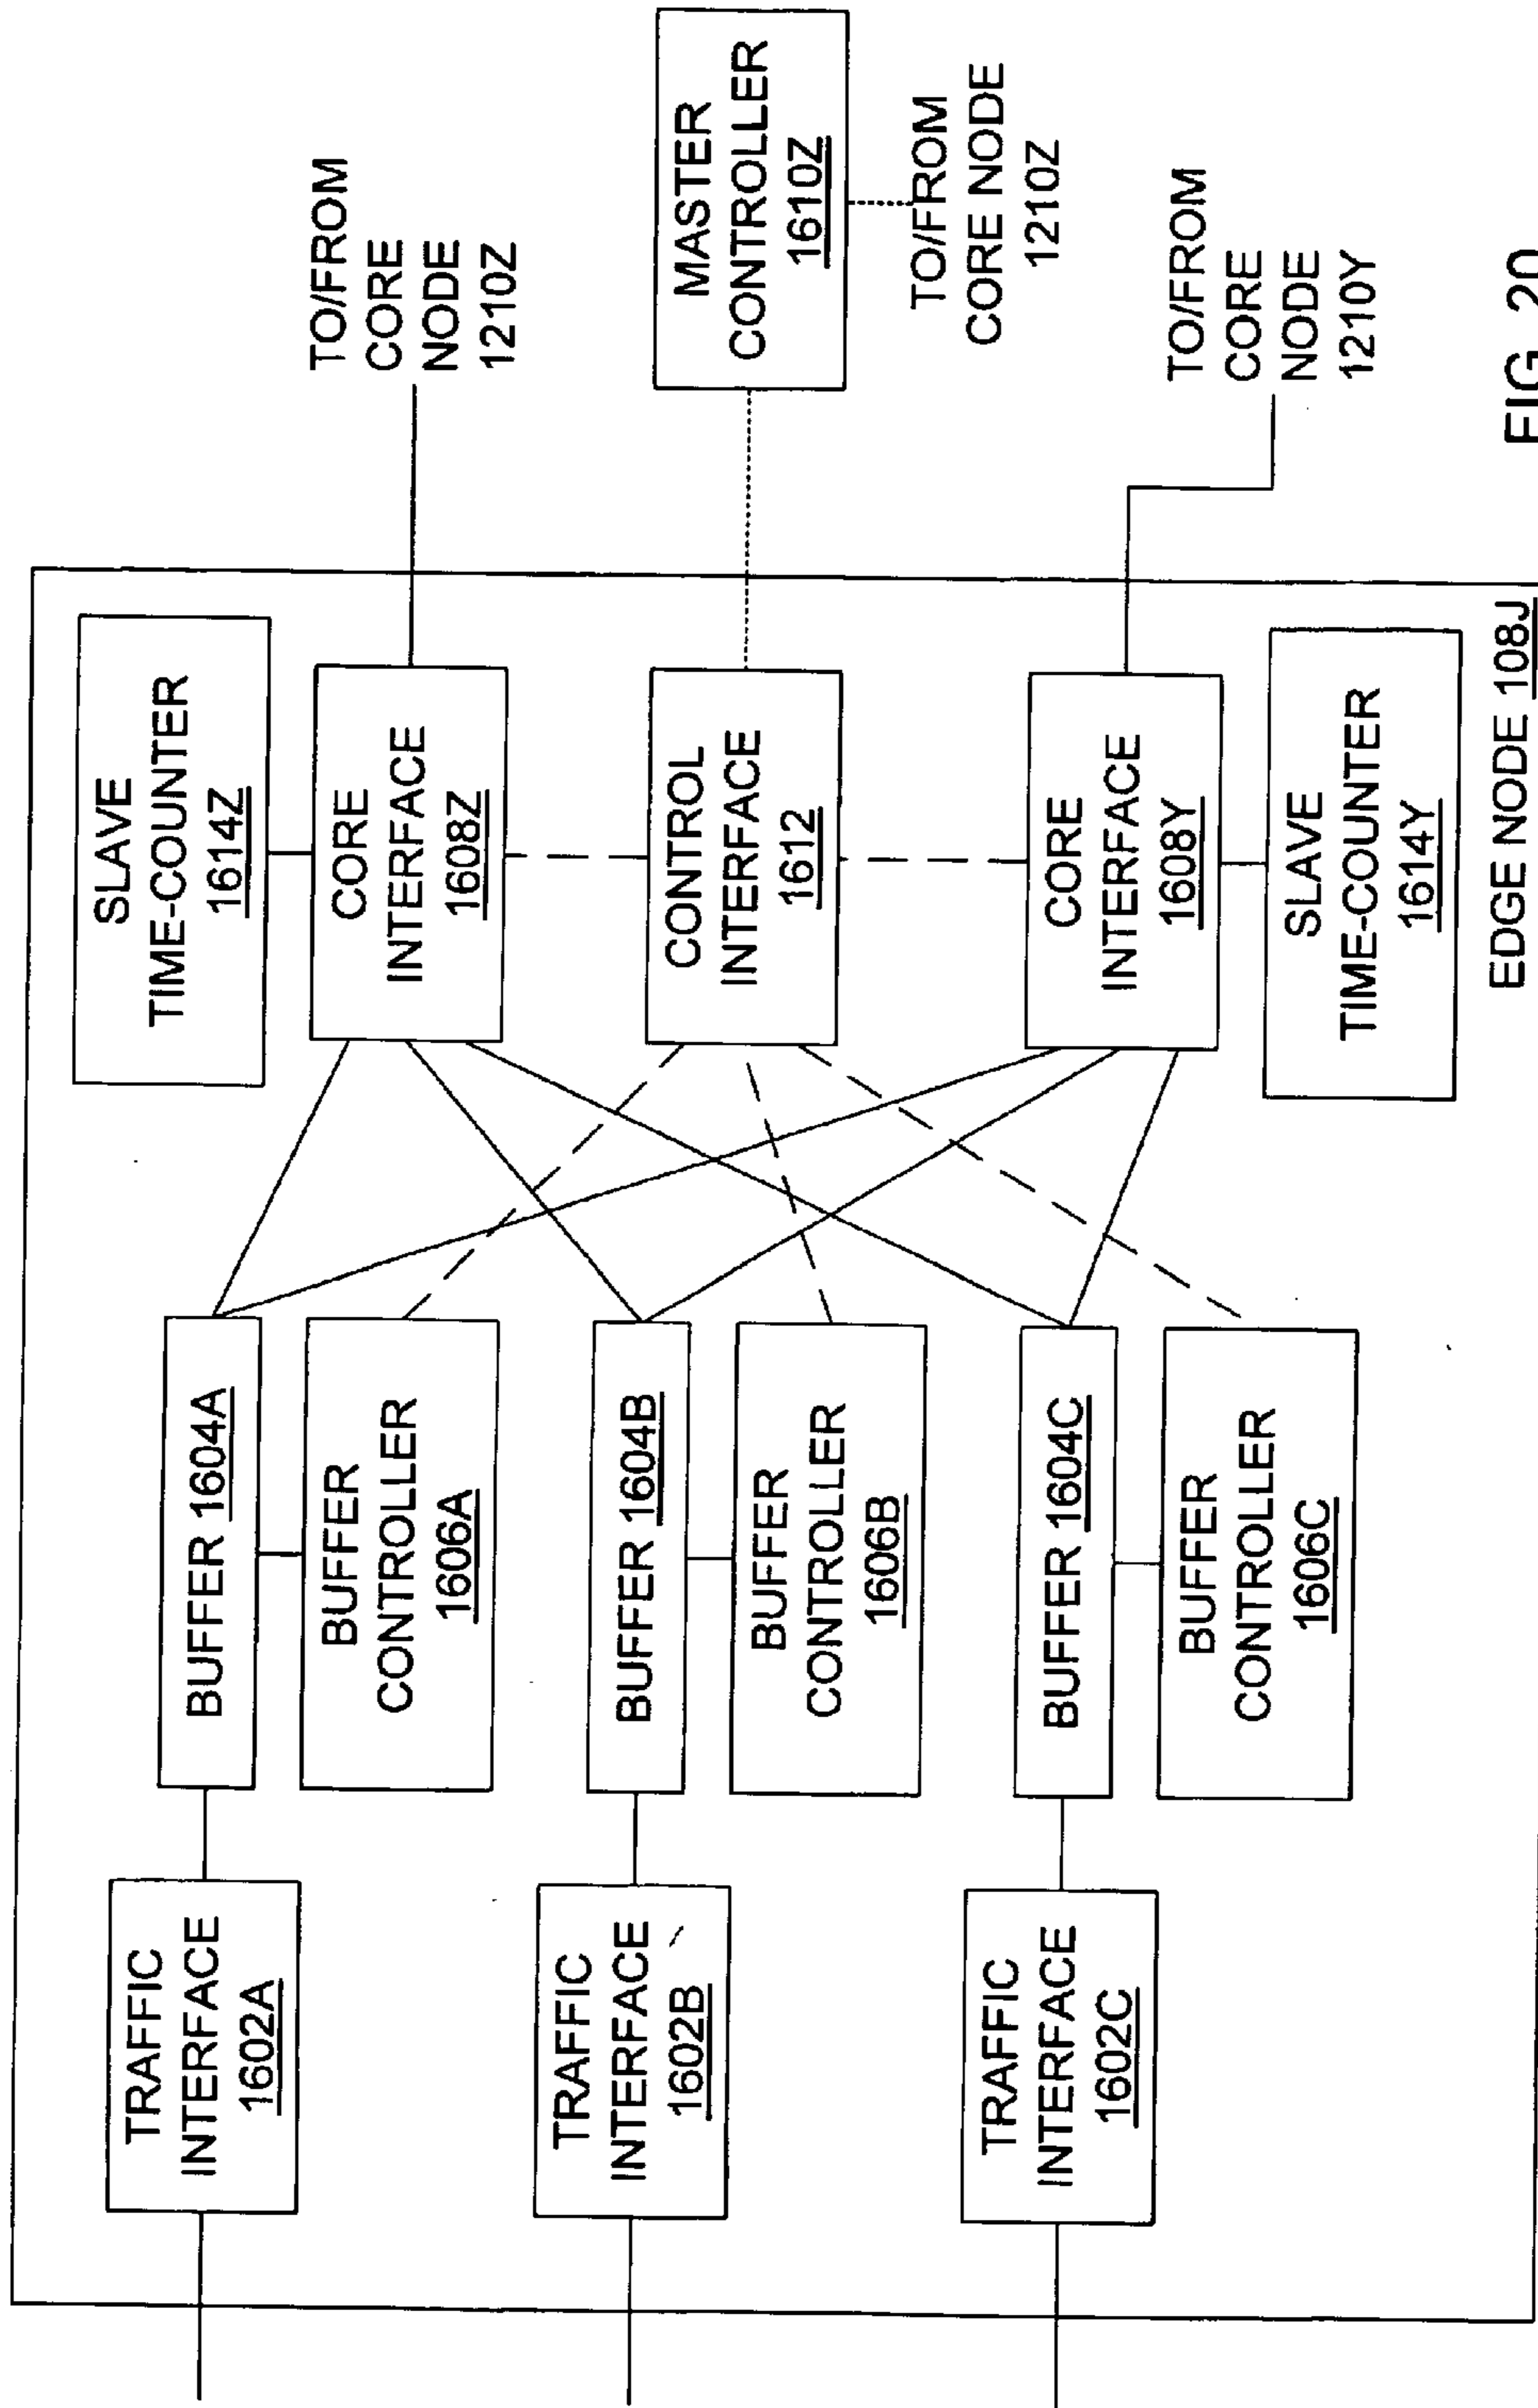 TRAFFIC
INTERFACE
1602A
BUFFER 1604A
BUFFER
CONTROLLER
1606A
SLAVE
TIME-COUNTER
1614Z
CORE
INTERFACE
1608Z
TO/FROM
CORE
NODE
1210Z
TRAFFIC
INTERFACE
1602B
BUFFER 1604B
BUFFER
CONTROLLER
1606B
CONTROL
INTERFACE
1612
MASTER
CONTROLLER
1610Z
TO/FROM
CORE NODE
1210Z
TRAFFIC
INTERFACE
1602C
BUFFER 1604C
BUFFER
CONTROLLER
1606C
CORE
INTERFACE
1608Y
SLAVE
TIME-COUNTER
1614Y
TO/FROM
CORE
NODE
1210Y
EDGE NODE 108J
FIG. 20